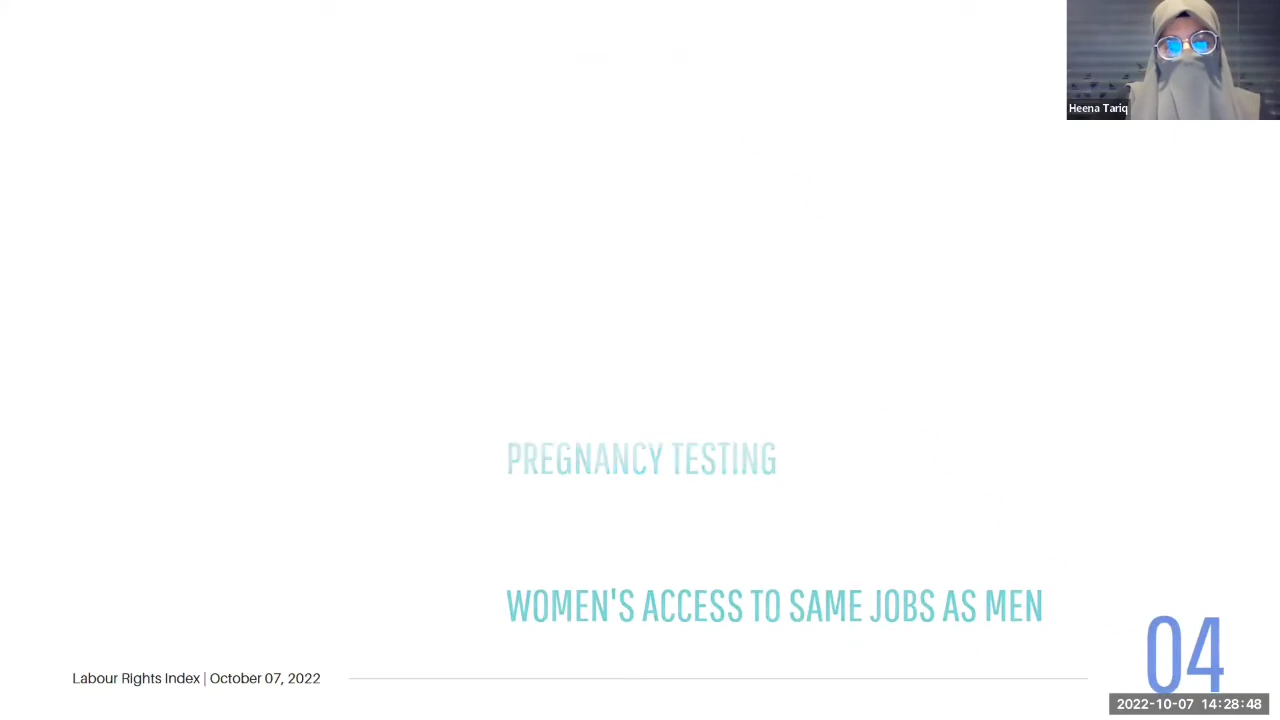 Heena Tariq
PREGNANCY TESTING
WOMEN'S ACCESS TO SAME JOBS AS MEN
04
Labour Rights Index | October 07, 2022
2022-10-07 14:28:48